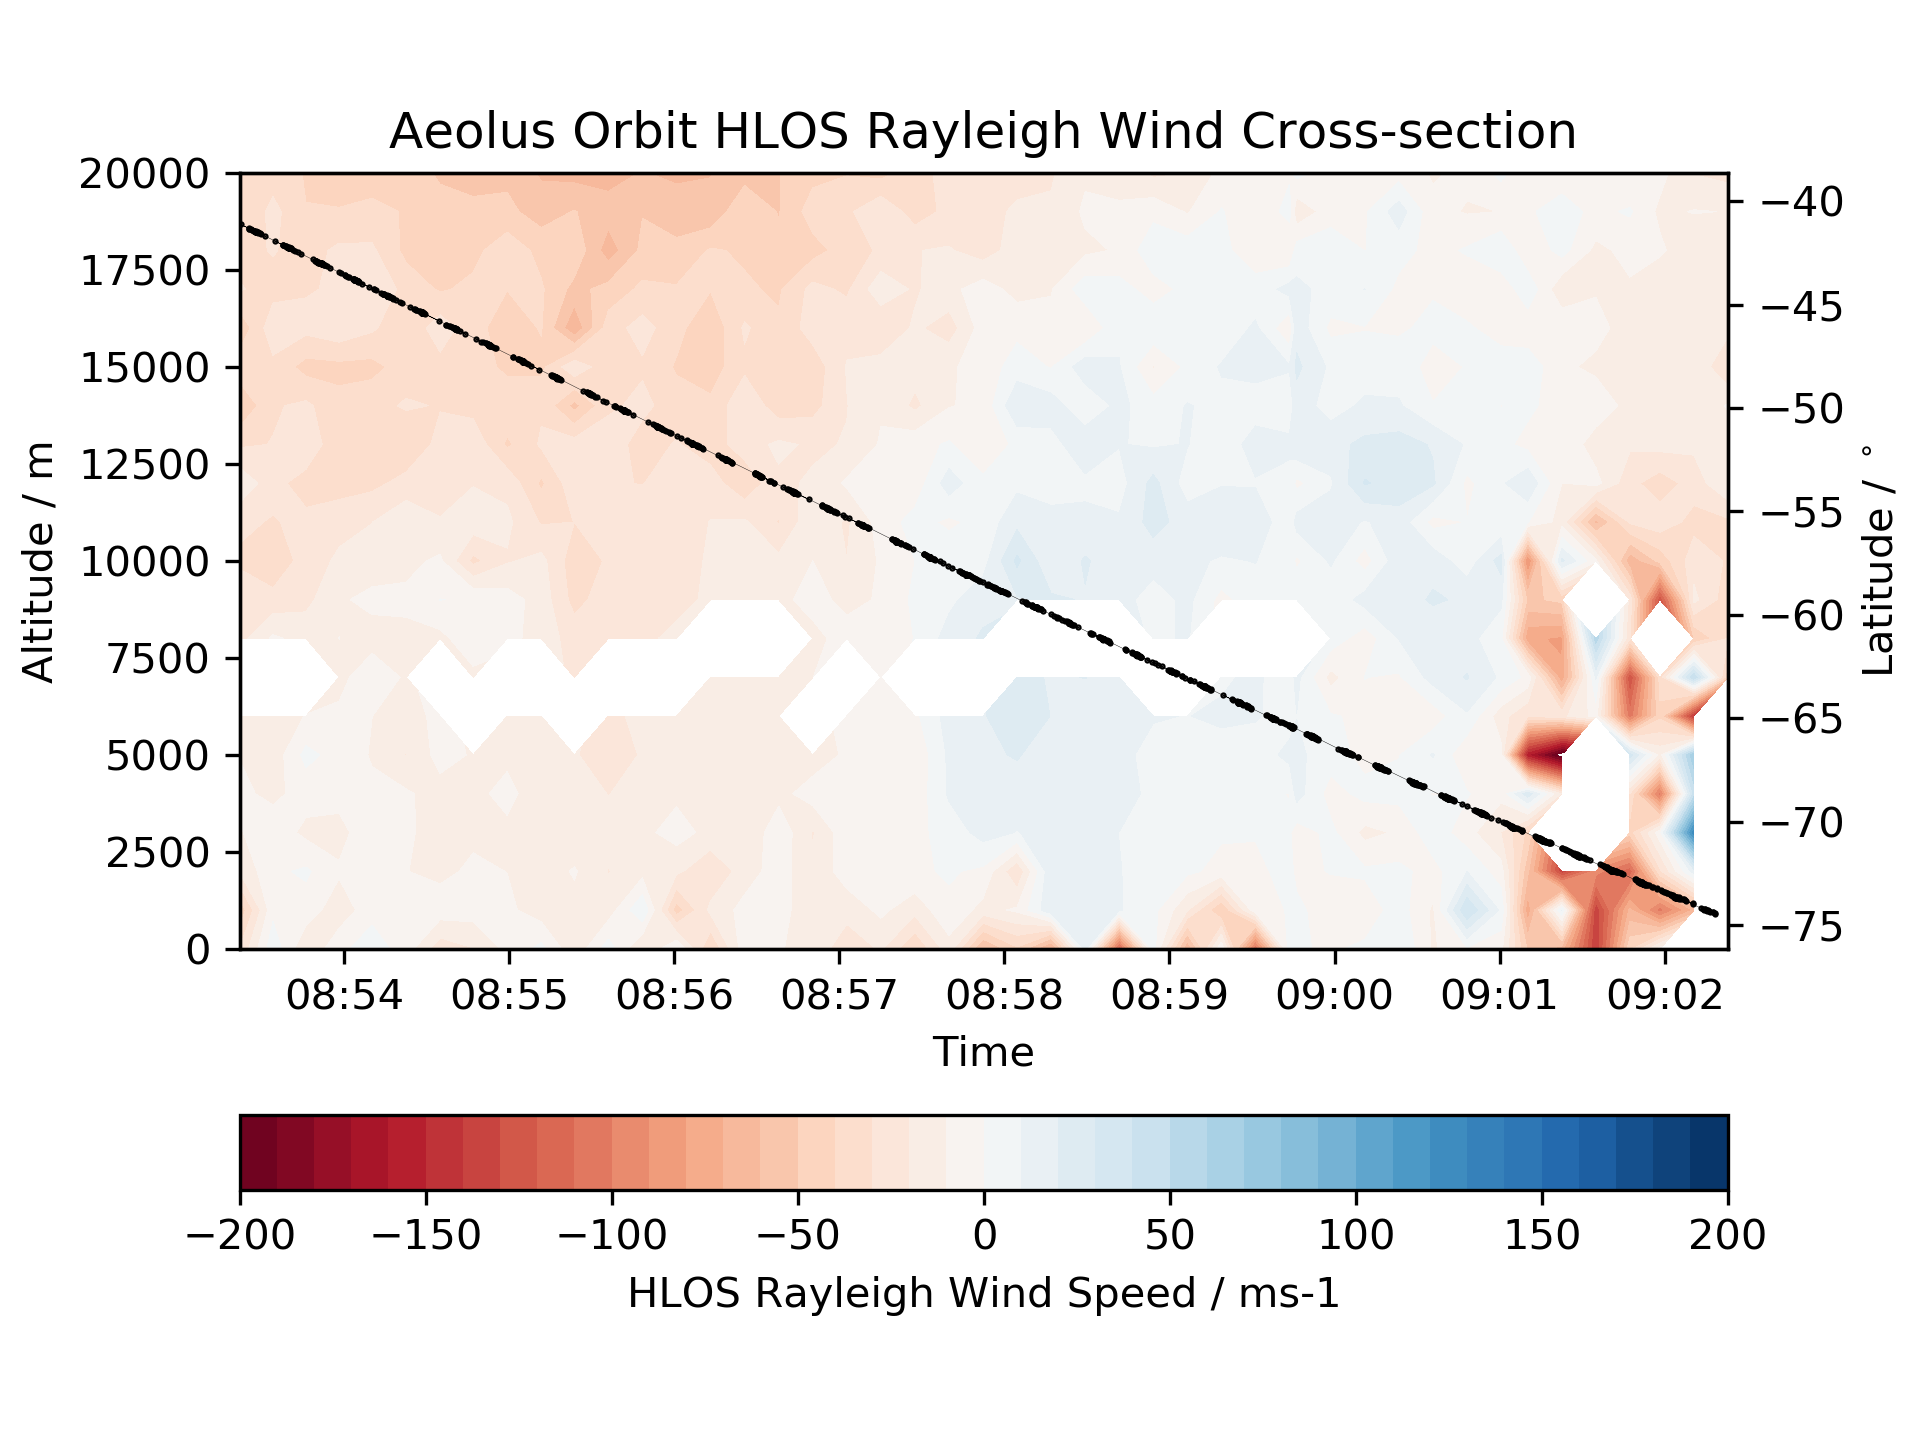 Aeolus Orbit HLOS Rayleigh Wind Cross-section
20000
17500
15000
12500
10000
7500
5000
2500
0
Altitude / m
−40
−45
−50
−55
−60
−65
−70
−75
Latitude / °
08:54 08:55 08:56 08:57 08:58 08:59 09:00 09:01 09:02
Time
−200 −150 −100 −50 0 50 100 150 200
HLOS Rayleigh Wind Speed / ms-1